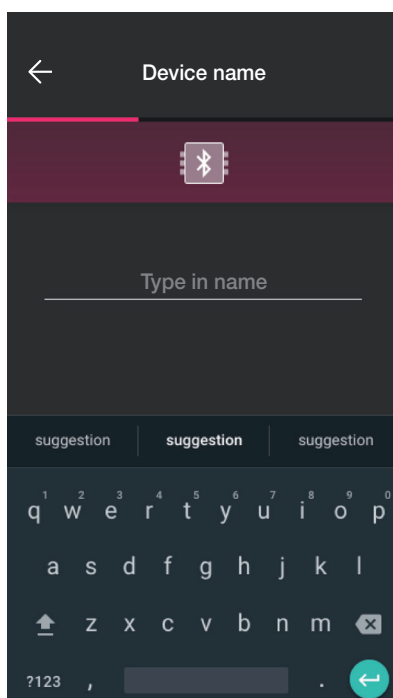 Device name
Type in name
suggestion suggestion suggestion
1 2 3 4 5 6 7 8 9 0
q w e r t y u i o p
a s d f g h j k l
z x c v b n m
?123 , .